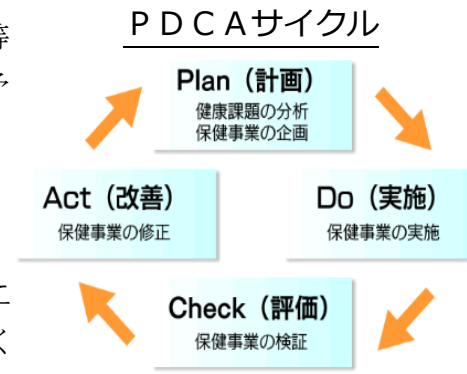 等
PDCAサイクル
Plan（計画）
健康課題の分析
保健事業の企画
Do（実施）
保健事業の実施
Check（評価）
保健事業の検証
Act（改善）
保健事業の修正
く